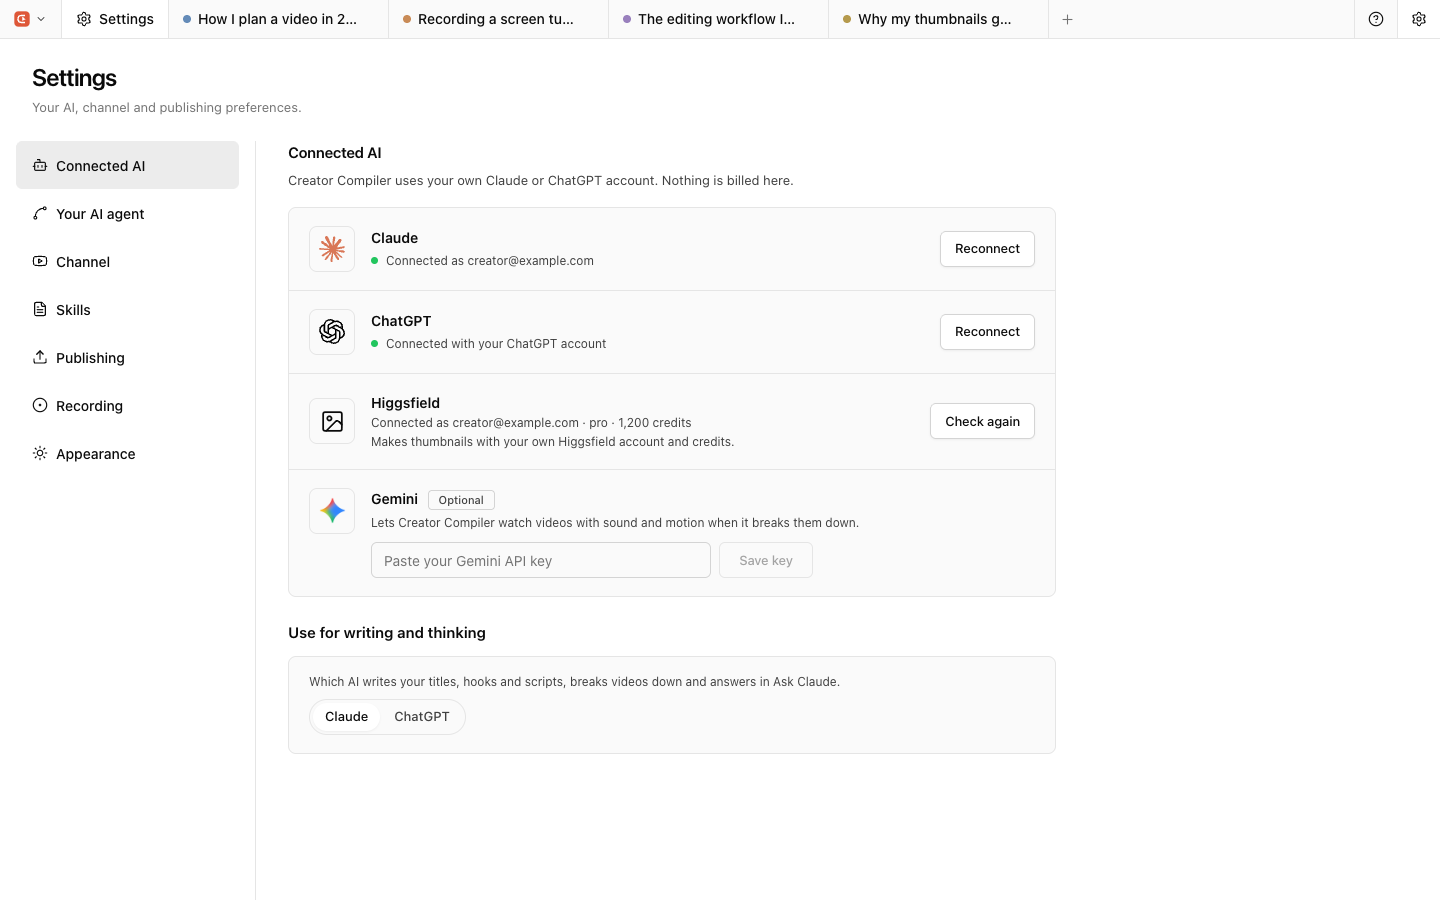 Settings
How I plan a video in 2...
Recording a screen tu...
The editing workflow I...
Why my thumbnails g...
Settings
Your AI, channel and publishing preferences.
Connected AI
Your AI agent
Channel
Skills
Publishing
Recording
Appearance
Connected AI
Creator Compiler uses your own Claude or ChatGPT account. Nothing is billed here.
Claude
Connected as creator@example.com
Reconnect
ChatGPT
Connected with your ChatGPT account
Reconnect
Higgsfield
Connected as creator@example.com · pro · 1,200 credits
Makes thumbnails with your own Higgsfield account and credits.
Check again
Gemini Optional
Lets Creator Compiler watch videos with sound and motion when it breaks them down.
Paste your Gemini API key
Save key
Use for writing and thinking
Which AI writes your titles, hooks and scripts, breaks videos down and answers in Ask Claude.
Claude ChatGPT